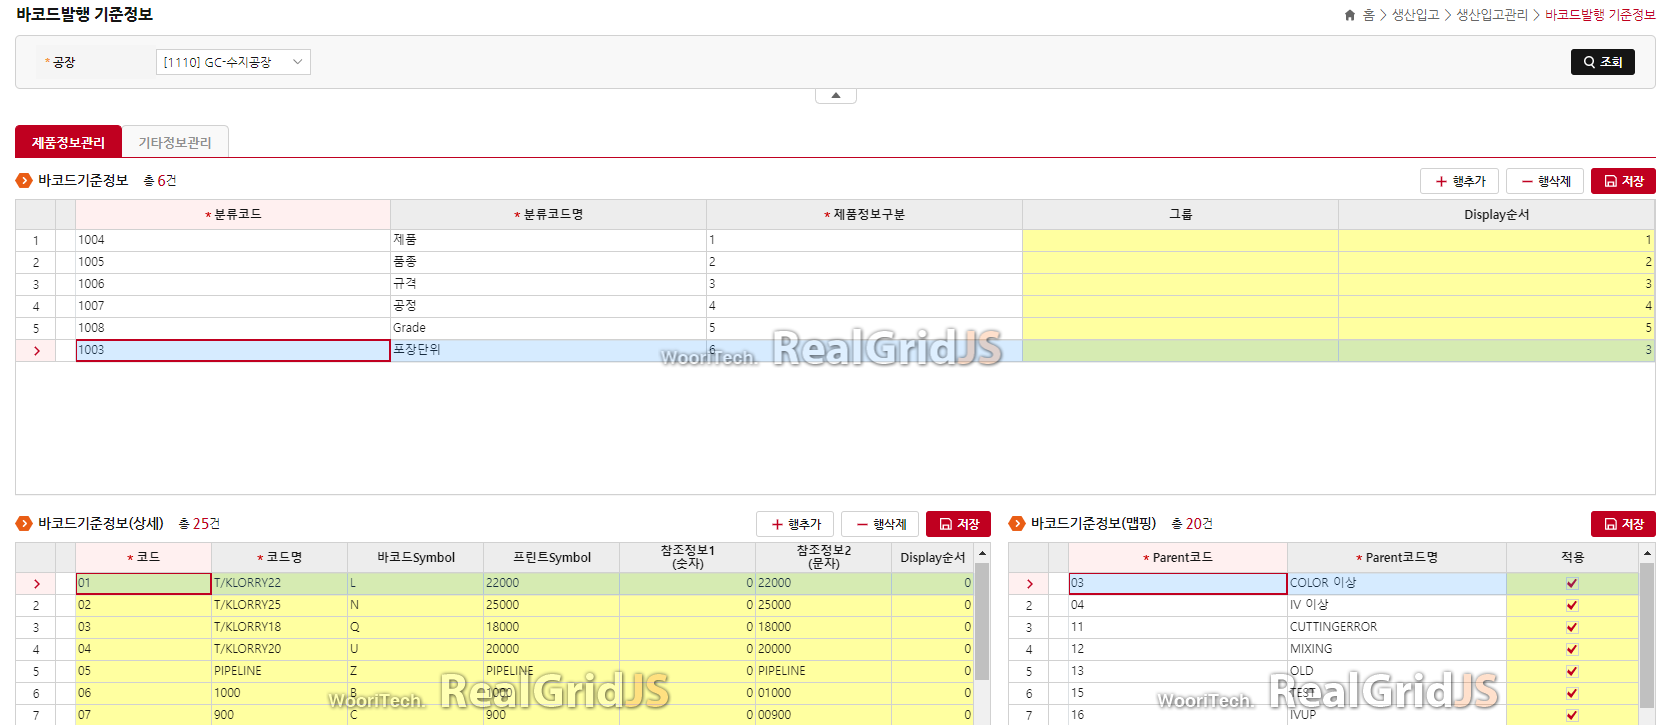 바코드발행 기준정보
홈 > 생산입고 > 생산입고관리 > 바코드발행 기준정보
* 공장 [1110] GC-수지공장 조회
제품정보관리 기타정보관리
바코드기준정보 총 6건 + 행추가 − 행삭제 저장
* 분류코드 * 분류코드명 * 제품정보구분 그룹 Display순서
1 1004 제품 1 1
2 1005 품종 2 2
3 1006 규격 3 3
4 1007 공정 4 4
5 1008 Grade 5 5
> 1003 포장단위 6 3
WooriTech. RealGridJS
바코드기준정보(상세) 총 25건 + 행추가 − 행삭제 저장
* 코드 * 코드명 바코드Symbol 프린트Symbol 참조정보1 (숫자) 참조정보2 (문자) Display순서
> 01 T/KLORRY22 L 22000 0 22000 0
2 02 T/KLORRY25 N 25000 0 25000 0
3 03 T/KLORRY18 Q 18000 0 18000 0
4 04 T/KLORRY20 U 20000 0 20000 0
5 05 PIPELINE Z PIPELINE 0 PIPELINE 0
6 06 1000 B 1000 0 01000 0
7 07 900 C 900 0 00900 0
WooriTech. RealGridJS
바코드기준정보(맵핑) 총 20건 저장
* Parent코드 * Parent코드명 적용
> 03 COLOR 이상
2 04 IV 이상
3 11 CUTTINGERROR
4 12 MIXING
5 13 OLD
6 15 TEST
7 16 IVUP
WooriTech. RealGridJS